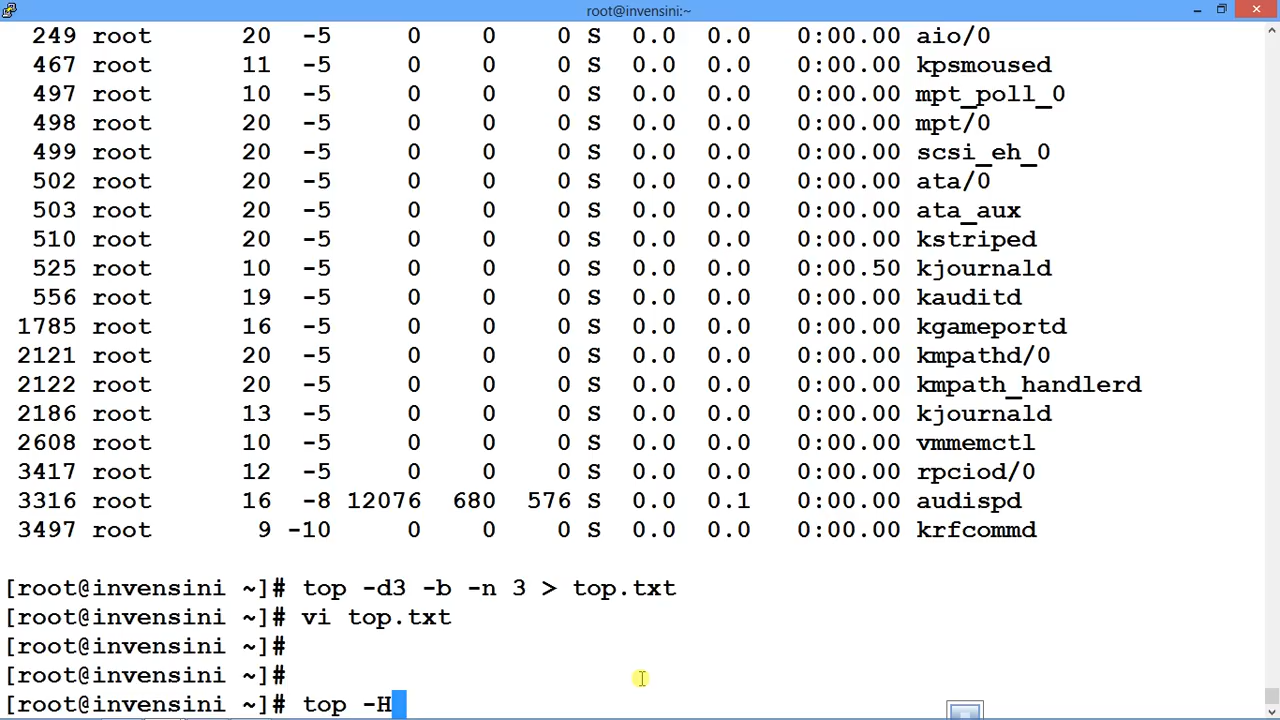 root@invensini:~
249 root 20 -5 0 0 0 S 0.0 0.0 0:00.00 aio/0
467 root 11 -5 0 0 0 S 0.0 0.0 0:00.00 kpsmoused
497 root 10 -5 0 0 0 S 0.0 0.0 0:00.00 mpt_poll_0
498 root 20 -5 0 0 0 S 0.0 0.0 0:00.00 mpt/0
499 root 20 -5 0 0 0 S 0.0 0.0 0:00.00 scsi_eh_0
502 root 20 -5 0 0 0 S 0.0 0.0 0:00.00 ata/0
503 root 20 -5 0 0 0 S 0.0 0.0 0:00.00 ata_aux
510 root 20 -5 0 0 0 S 0.0 0.0 0:00.00 kstriped
525 root 10 -5 0 0 0 S 0.0 0.0 0:00.50 kjournald
556 root 19 -5 0 0 0 S 0.0 0.0 0:00.00 kauditd
1785 root 16 -5 0 0 0 S 0.0 0.0 0:00.00 kgameportd
2121 root 20 -5 0 0 0 S 0.0 0.0 0:00.00 kmpathd/0
2122 root 20 -5 0 0 0 S 0.0 0.0 0:00.00 kmpath_handlerd
2186 root 13 -5 0 0 0 S 0.0 0.0 0:00.00 kjournald
2608 root 10 -5 0 0 0 S 0.0 0.0 0:00.00 vmmemctl
3417 root 12 -5 0 0 0 S 0.0 0.0 0:00.00 rpciod/0
3316 root 16 -8 12076 680 576 S 0.0 0.1 0:00.00 audispd
3497 root 9 -10 0 0 0 S 0.0 0.0 0:00.00 krfcommd
[root@invensini ~]# top -d3 -b -n 3 > top.txt
[root@invensini ~]# vi top.txt
[root@invensini ~]#
[root@invensini ~]#
[root@invensini ~]# top -H